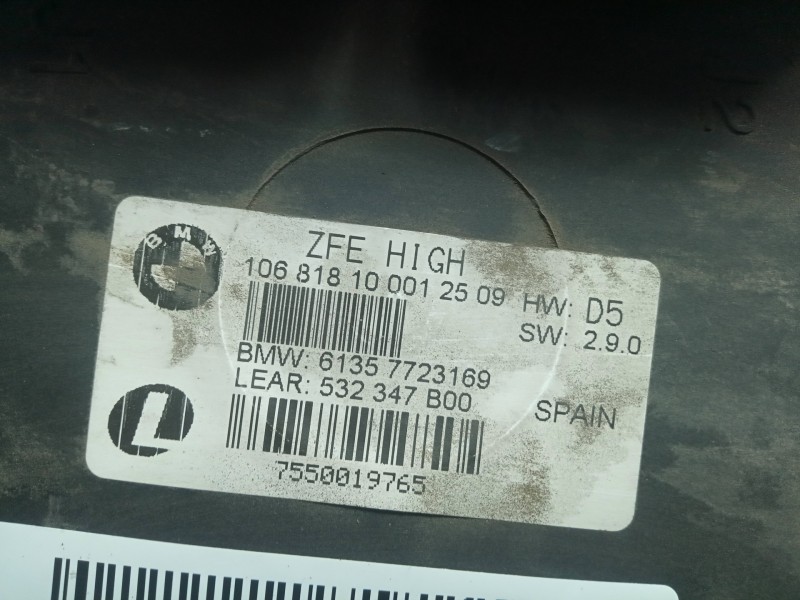 BMW
ZFE HIGH
106 818 10 001 25 09 HW: D5
SW: 2.9.0
BMW: 6135 7723169
LEAR: 532 347 B00
SPAIN
L
7550019765